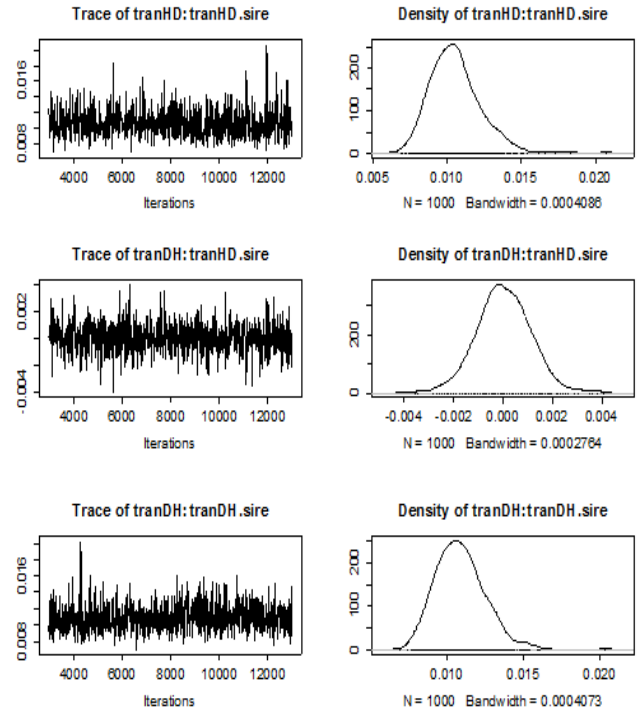 Trace of tranHD:tranHD.sire
Density of tranHD:tranHD.sire
0.008 0.016
4000 6000 8000 10000 12000
Iterations
0 100 200
0.005 0.010 0.015 0.020
N = 1000 Bandwidth = 0.0004086
Trace of tranDH:tranHD.sire
Density of tranDH:tranHD.sire
-0.004 0.002
4000 6000 8000 10000 12000
Iterations
0 200
-0.004 -0.002 0.000 0.002 0.004
N = 1000 Bandwidth = 0.0002764
Trace of tranDH:tranDH.sire
Density of tranDH:tranDH.sire
0.008 0.016
4000 6000 8000 10000 12000
Iterations
0 100 200
0.010 0.015 0.020
N = 1000 Bandwidth = 0.0004073